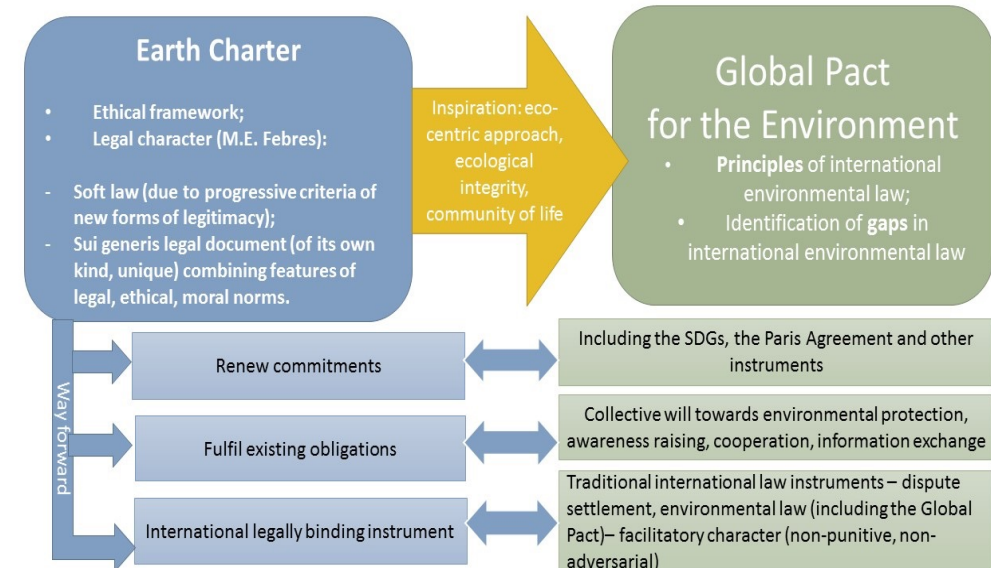 Earth Charter
• Ethical framework;
• Legal character (M.E. Febres):
- Soft law (due to progressive criteria of
new forms of legitimacy);
- Sui generis legal document (of its own
kind, unique) combining features of
legal, ethical, moral norms.
Inspiration: eco-
centric approach,
ecological
integrity,
community of life
Global Pact
for the Environment
• Principles of international
environmental law;
• Identification of gaps in
international environmental law
Way forward
Renew commitments
Including the SDGs, the Paris Agreement and other
instruments
Fulfil existing obligations
Collective will towards environmental protection,
awareness raising, cooperation, information exchange
International legally binding instrument
Traditional international law instruments – dispute
settlement, environmental law (including the Global
Pact)– facilitatory character (non-punitive, non-
adversarial)